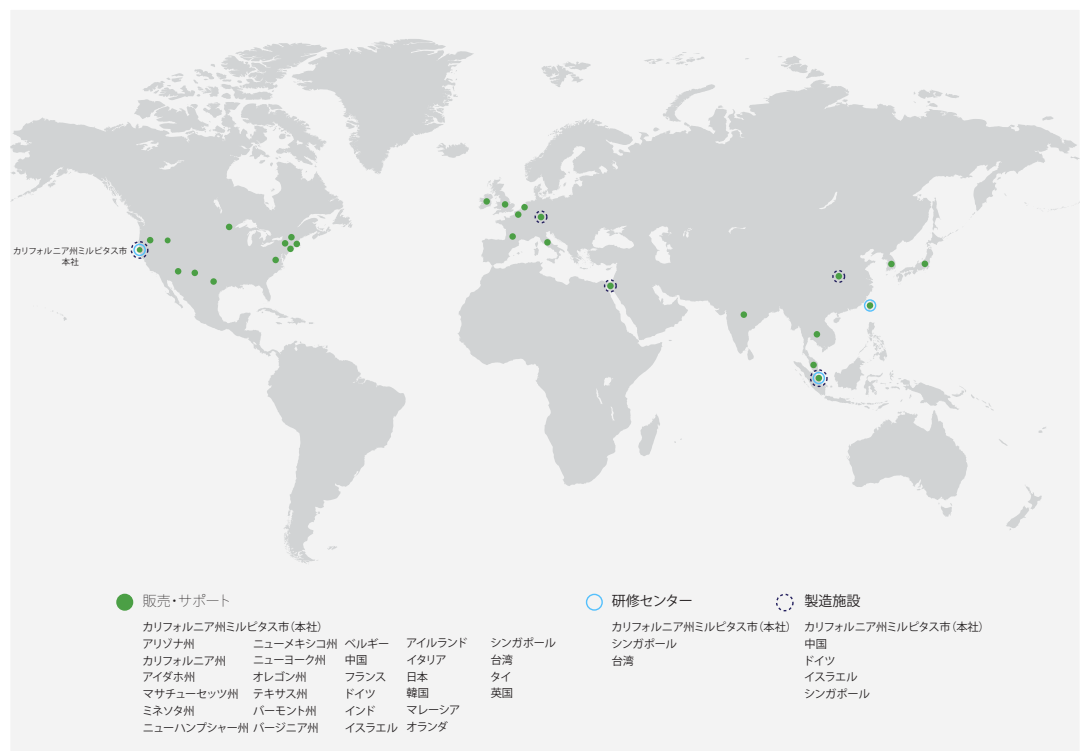 カリフォルニア州ミルピタス市
本社
販売・サポート
カリフォルニア州ミルピタス市（本社）
アリゾナ州
カリフォルニア州
アイダホ州
マサチューセッツ州
ミネソタ州
ニューハンプシャー州
ニューメキシコ州
ニューヨーク州
オレゴン州
テキサス州
バーモント州
バージニア州
ベルギー
中国
フランス
ドイツ
インド
イスラエル
アイルランド
イタリア
日本
韓国
マレーシア
オランダ
シンガポール
台湾
タイ
英国
研修センター
カリフォルニア州ミルピタス市（本社）
シンガポール
台湾
製造施設
カリフォルニア州ミルピタス市（本社）
中国
ドイツ
イスラエル
シンガポール